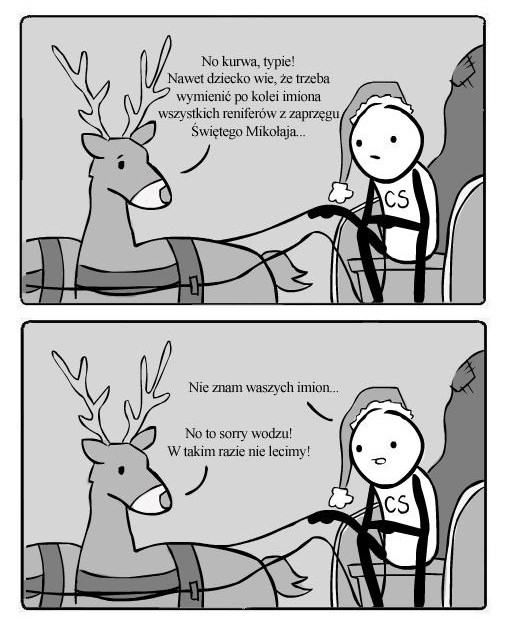 No kurwa, typie!
Nawet dziecko wie, że trzeba
wymienić po kolei imiona
wszystkich reniferów z zaprzęgu
Świętego Mikołaja...
CS
Nie znam waszych imion...
No to sorry wodzu!
W takim razie nie lecimy!
CS